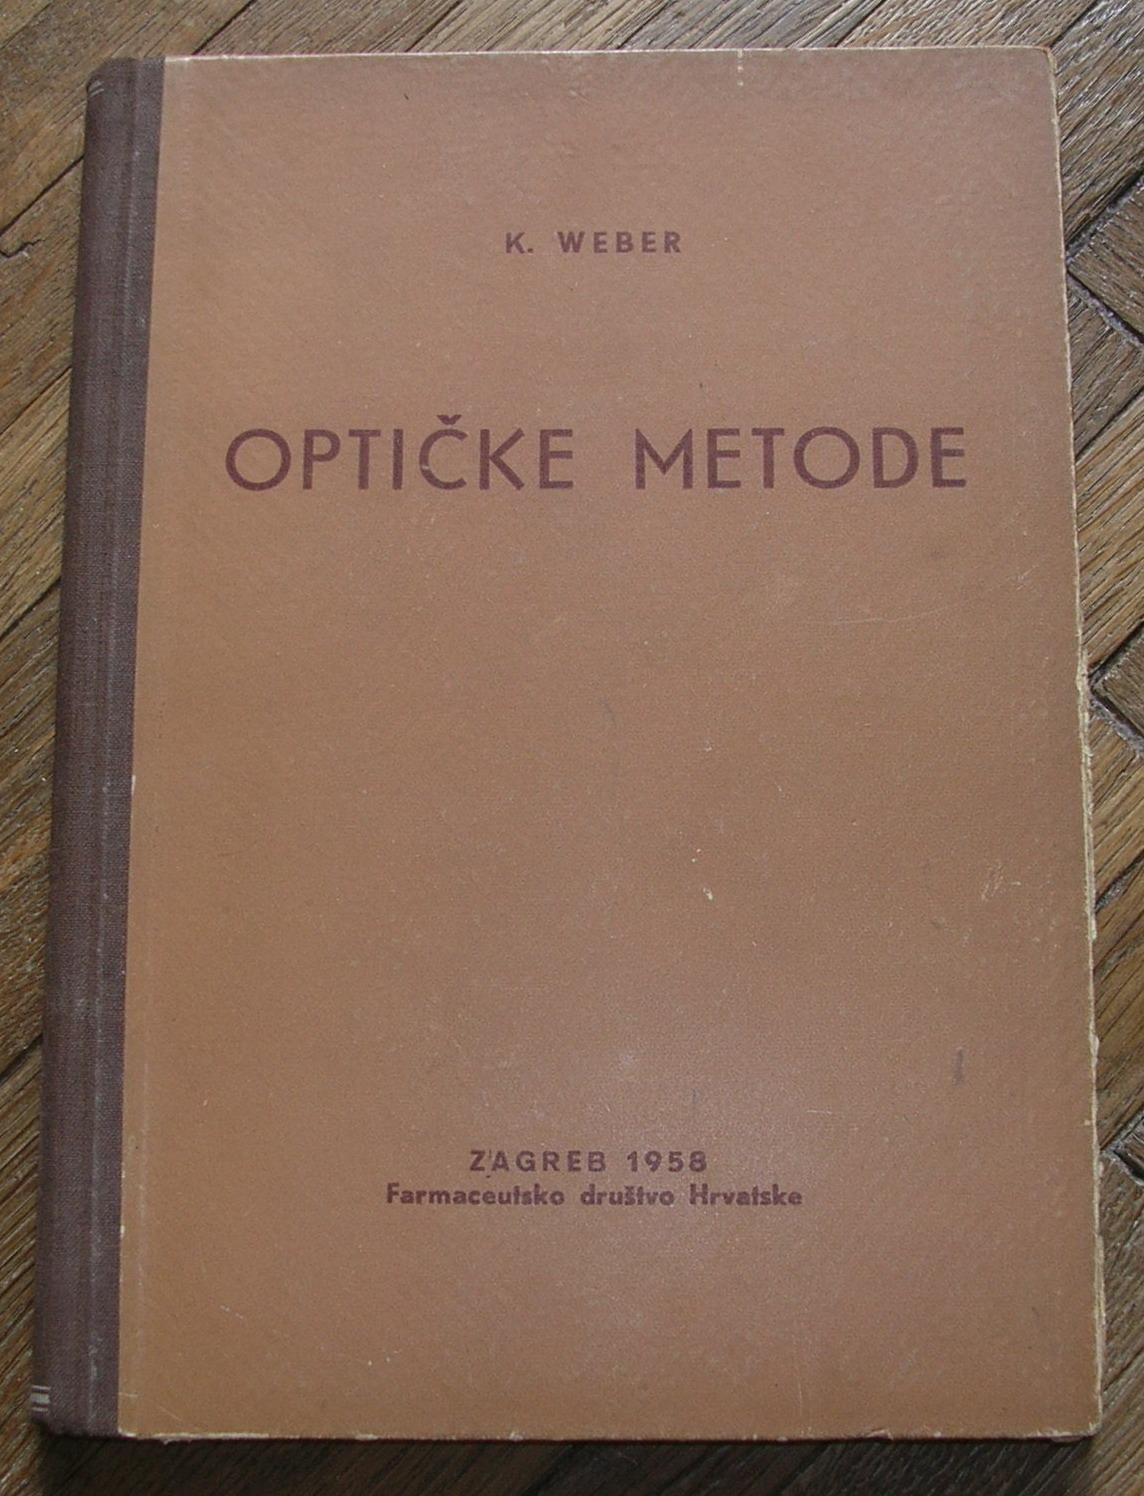 K. WEBER
OPTIČKE METODE
ZAGREB 1958
Farmaceutsko društvo Hrvatske